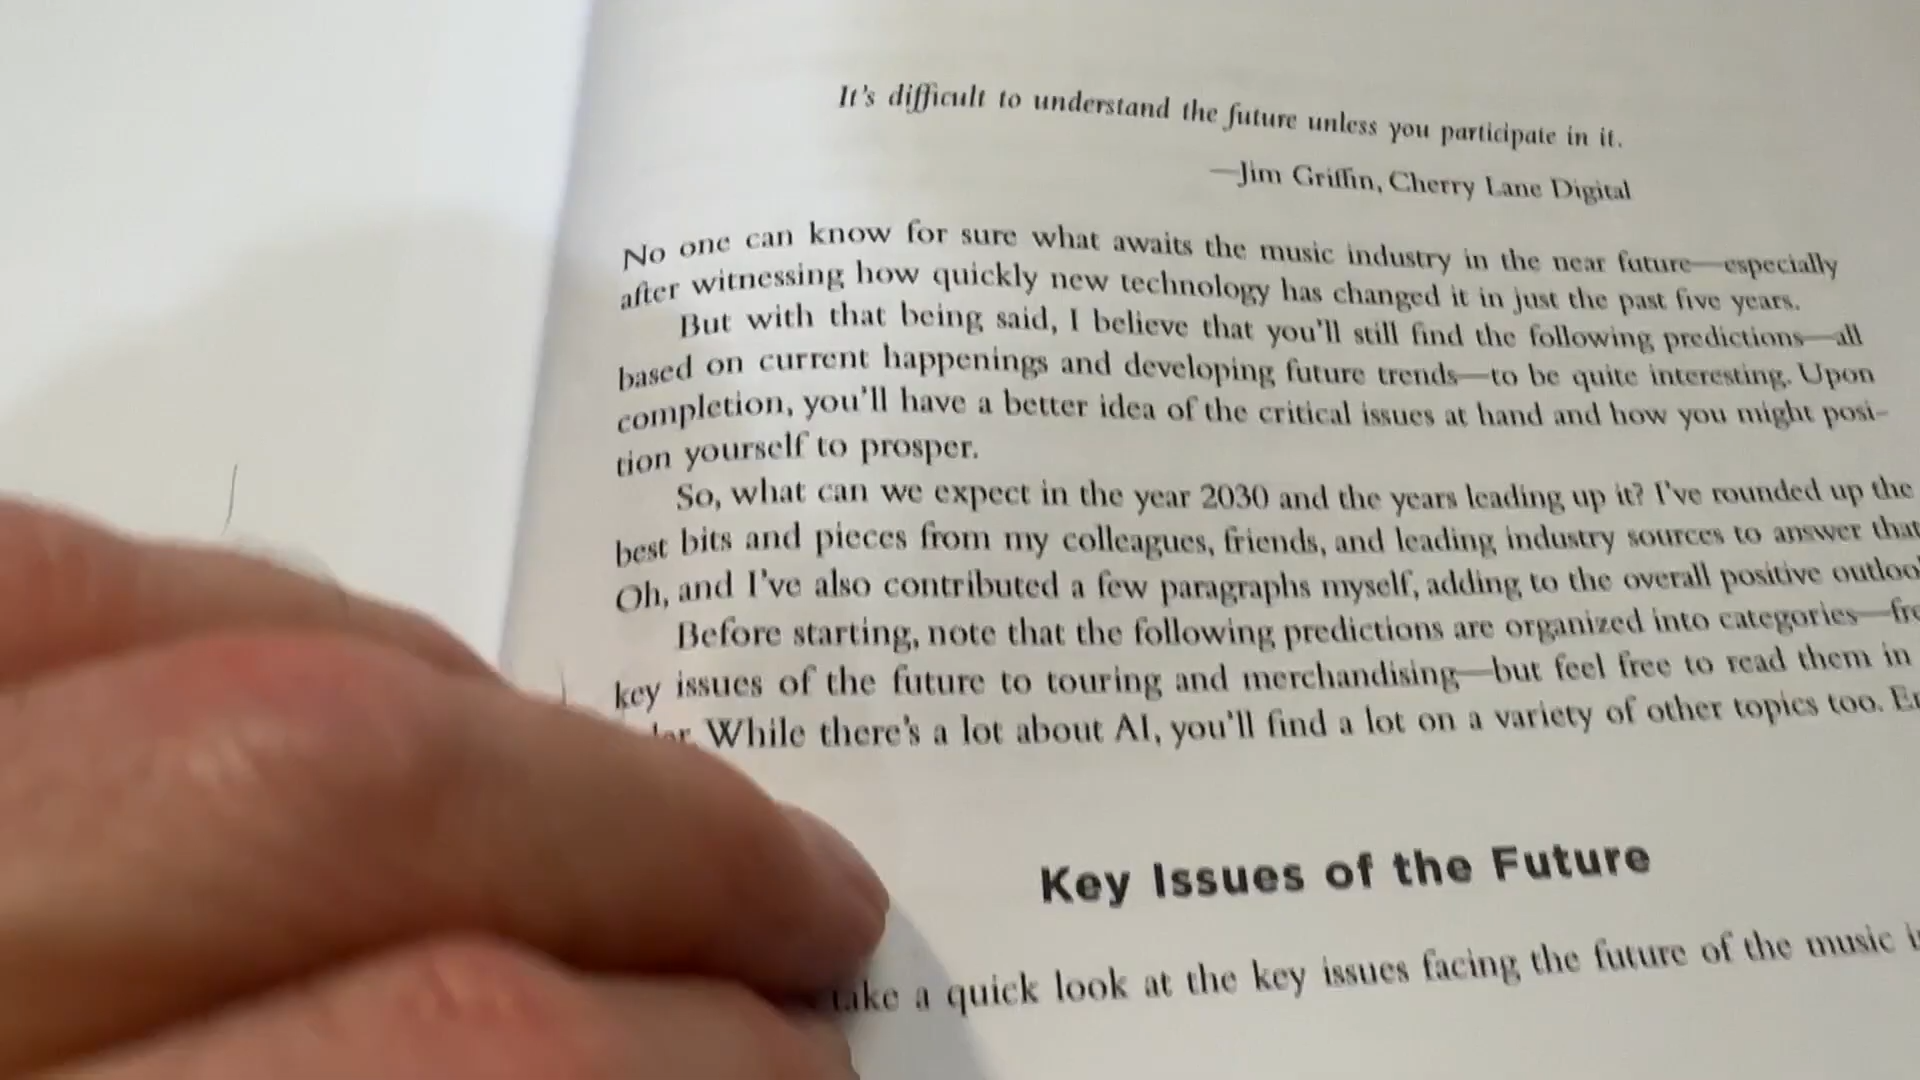 It's difficult to understand the future unless you participate in it.
—Jim Griffin, Cherry Lane Digital
No one can know for sure what awaits the music industry in the near future—especially
after witnessing how quickly new technology has changed it in just the past five years.
But with that being said, I believe that you'll still find the following predictions—all
based on current happenings and developing future trends—to be quite interesting. Upon
completion, you'll have a better idea of the critical issues at hand and how you might posi-
tion yourself to prosper.
So, what can we expect in the year 2030 and the years leading up it? I've rounded up the
best bits and pieces from my colleagues, friends, and leading industry sources to answer that
Oh, and I've also contributed a few paragraphs myself, adding to the overall positive
Before starting, note that the following predictions are organized into categories—
key issues of the future to touring and merchandising—but feel free to read them in
While there's a lot about AI, you'll find a lot on a variety of other topics too.
Key Issues of the Future
take a quick look at the key issues facing the future of the music